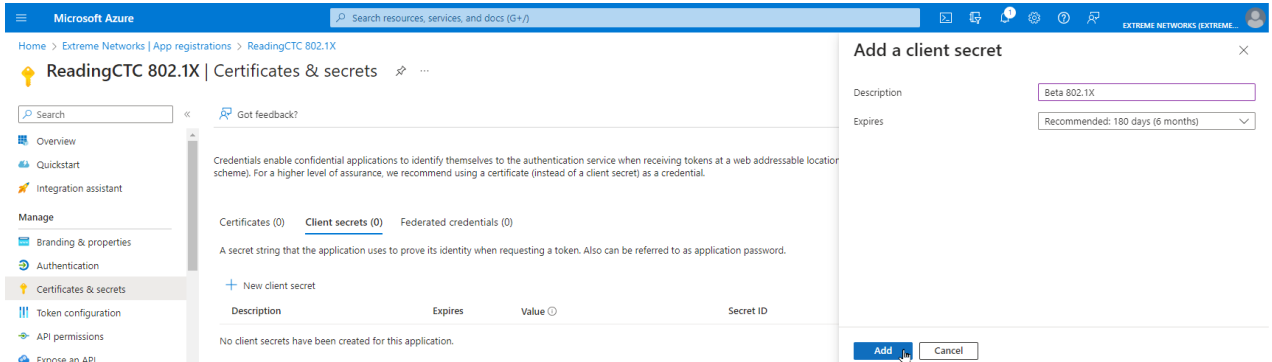 Microsoft Azure
Search resources, services, and docs (G+/)
1
EXTREME NETWORKS (EXTREME...
Home > Extreme Networks | App registrations > ReadingCTC 802.1X
ReadingCTC 802.1X | Certificates & secrets
Search
Overview
Quickstart
Integration assistant
Manage
Branding & properties
Authentication
Certificates & secrets
Token configuration
API permissions
Expose an API
Got feedback?
Credentials enable confidential applications to identify themselves to the authentication service when receiving tokens at a web addressable location
scheme). For a higher level of assurance, we recommend using a certificate (instead of a client secret) as a credential.
Certificates (0) Client secrets (0) Federated credentials (0)
A secret string that the application uses to prove its identity when requesting a token. Also can be referred to as application password.
New client secret
Description Expires Value Secret ID
No client secrets have been created for this application.
Add a client secret
Description Beta 802.1X
Expires Recommended: 180 days (6 months)
Add Cancel